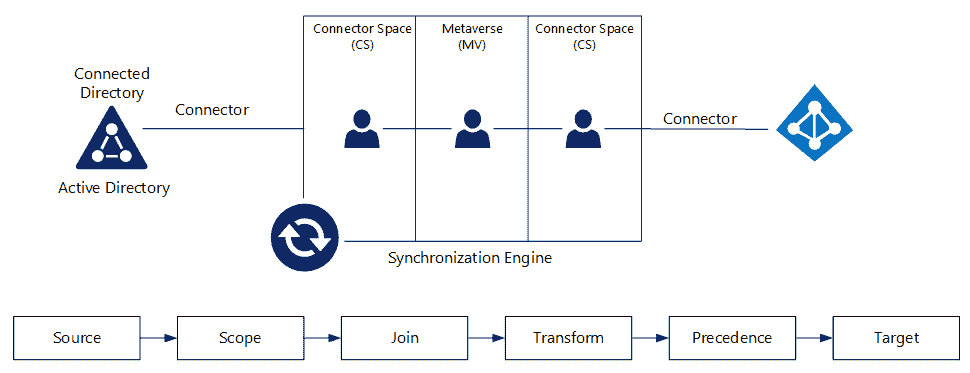 Connector Space
(CS)
Metaverse
(MV)
Connector Space
(CS)
Connected
Directory
Connector
Connector
Active Directory
Synchronization Engine
Source
Scope
Join
Transform
Precedence
Target